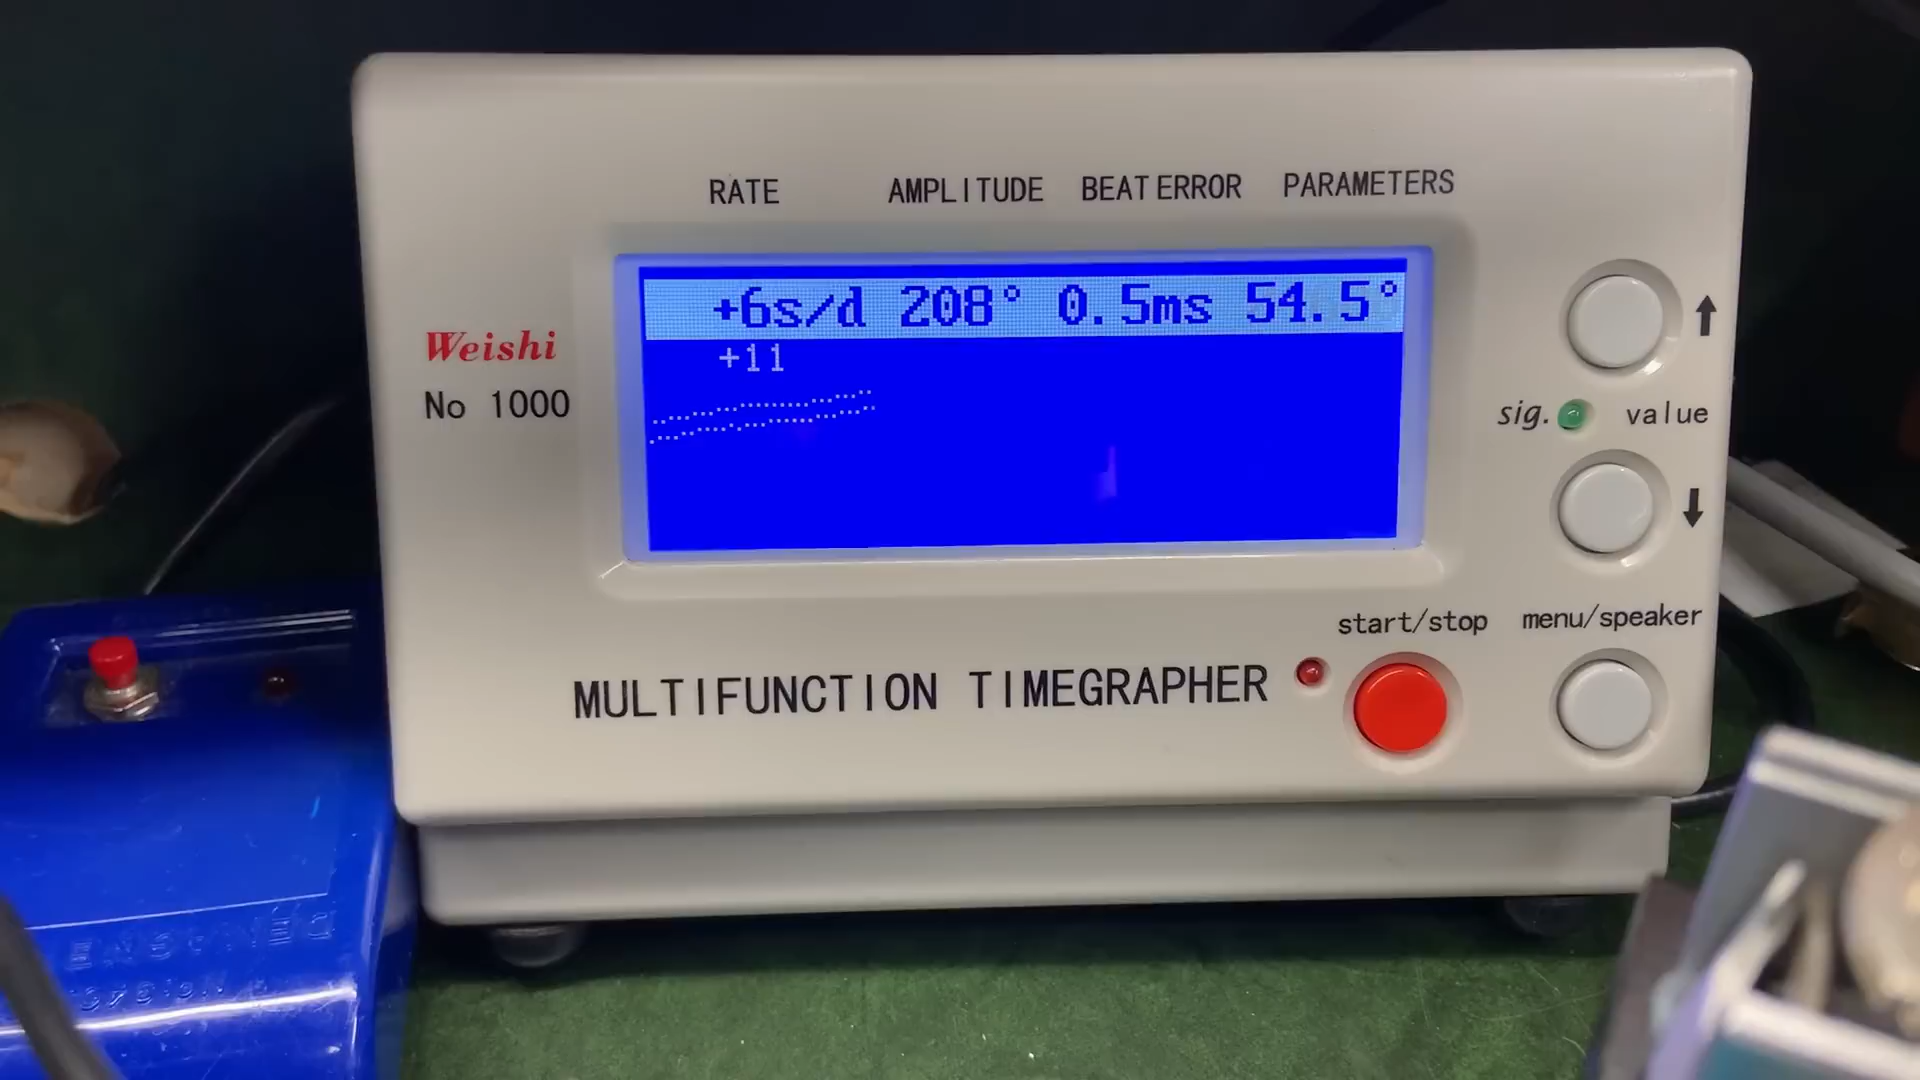 RATE AMPLITUDE BEAT ERROR PARAMETERS
+6s/d 208° 0.5ms 54.5°
+11
Weishi
No 1000
sig. value
start/stop menu/speaker
MULTIFUNCTION TIMEGRAPHER